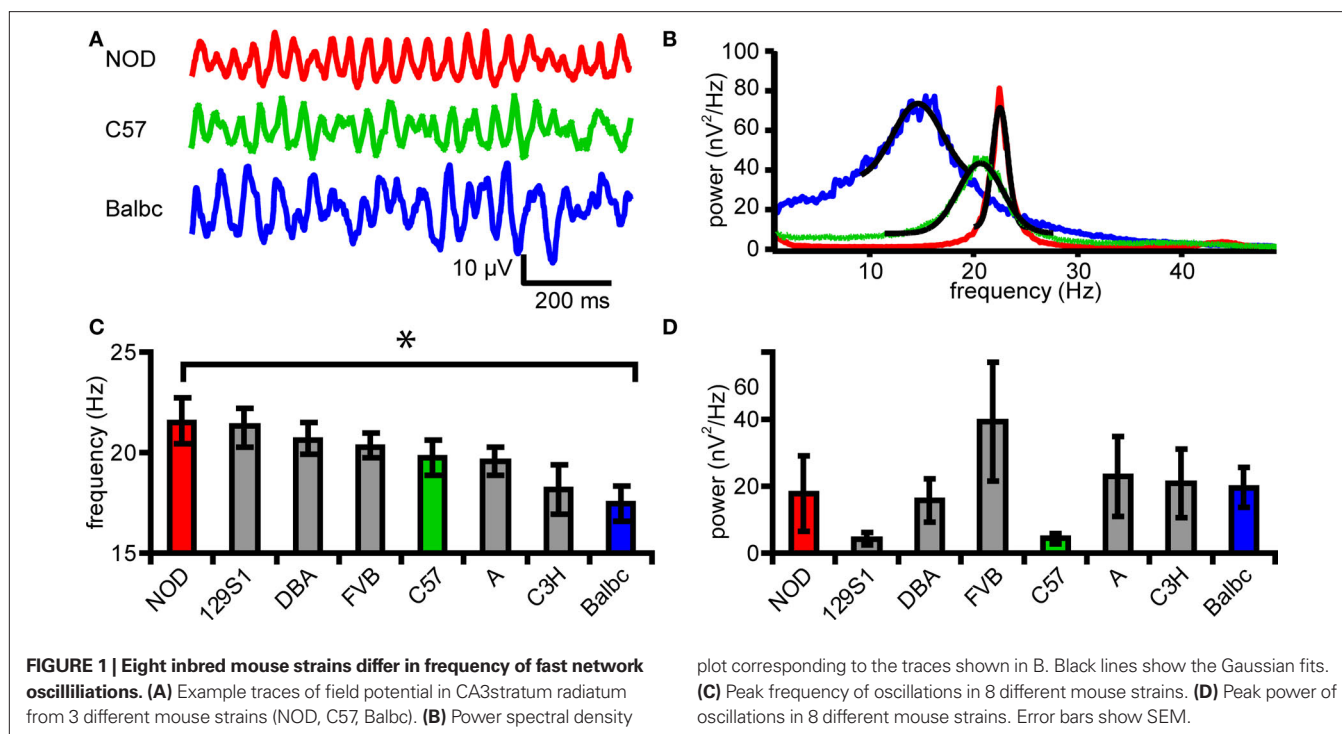 A
NOD
C57
Balbc
10 µV
200 ms
B
100
80
60
40
20
0
power (nV²/Hz)
10
20
30
40
frequency (Hz)
C
*
25
20
15
frequency (Hz)
NOD
129S1
DBA
FVB
C57
A
C3H
Balbc
D
60
40
20
0
power (nV²/Hz)
NOD
129S1
DBA
FVB
C57
A
C3H
Balbc
FIGURE 1 | Eight inbred mouse strains differ in frequency of fast network
oscilliliations. (A) Example traces of field potential in CA3stratum radiatum
from 3 different mouse strains (NOD, C57, Balbc). (B) Power spectral density
plot corresponding to the traces shown in B. Black lines show the Gaussian fits.
(C) Peak frequency of oscillations in 8 different mouse strains. (D) Peak power of
oscillations in 8 different mouse strains. Error bars show SEM.